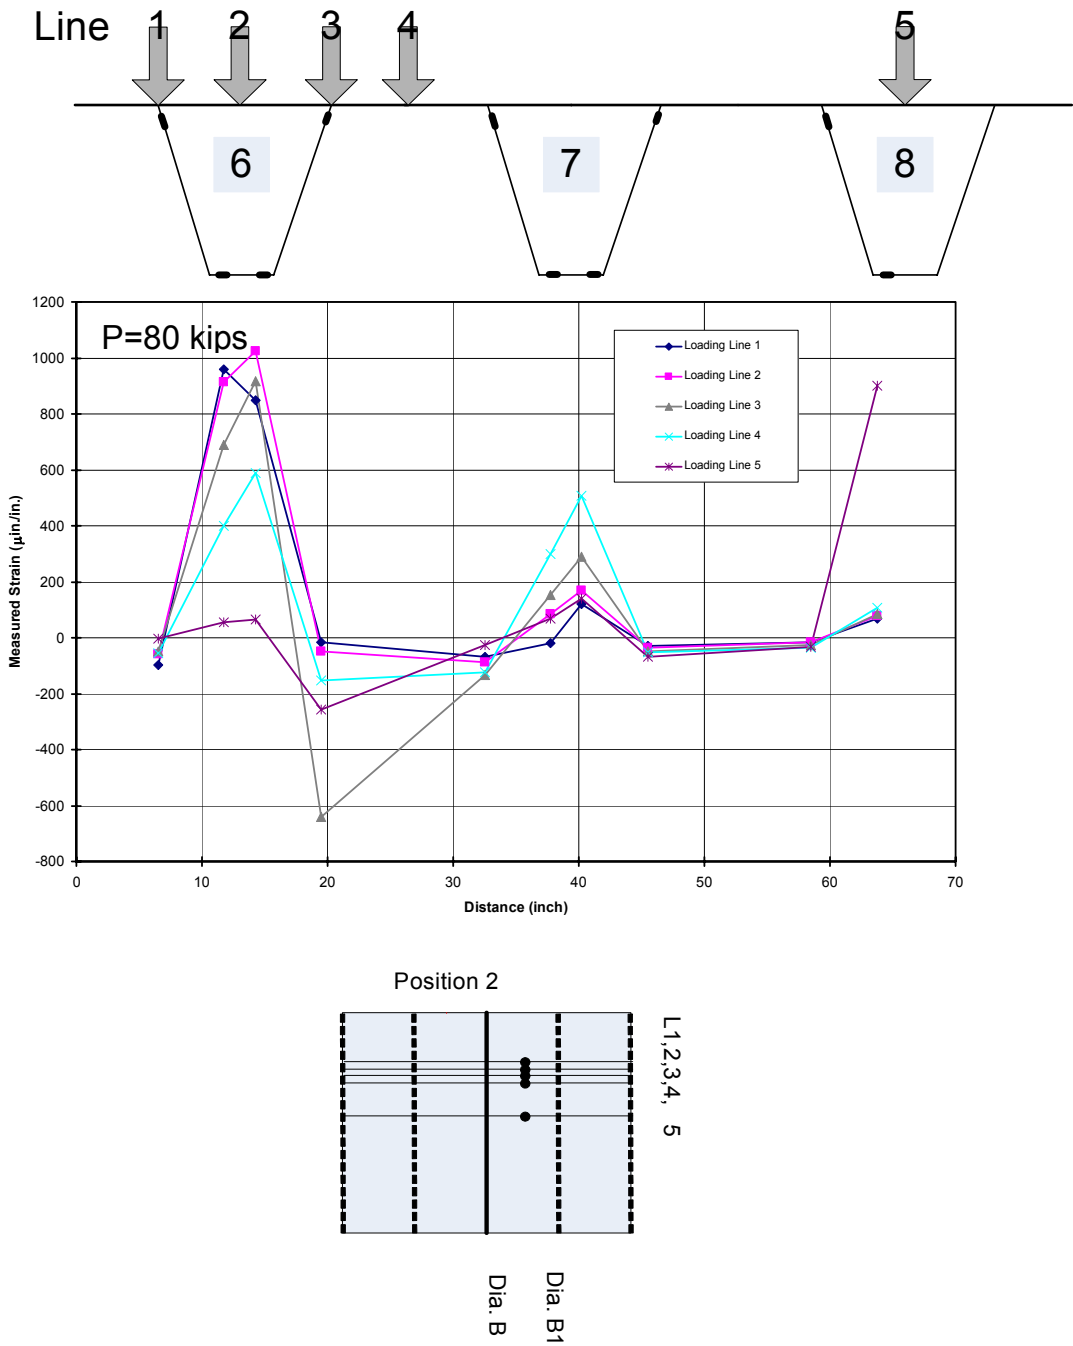 Line 1 2 3 4 5
6 7 8
P=80 kips
Loading Line 1
Loading Line 2
Loading Line 3
Loading Line 4
Loading Line 5
1200
1000
800
600
400
200
0
-200
-400
-600
-800
Measured Strain (μin./in.)
0 10 20 30 40 50 60 70
Distance (inch)
Position 2
L1,2,3,4, 5
Dia. B
Dia. B1